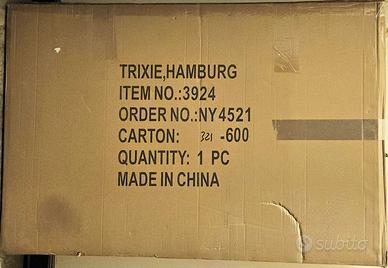 TRIXIE,HAMBURG
ITEM NO.:3924
ORDER NO.:NY4521
CARTON: 321 -600
QUANTITY: 1 PC
MADE IN CHINA
subito